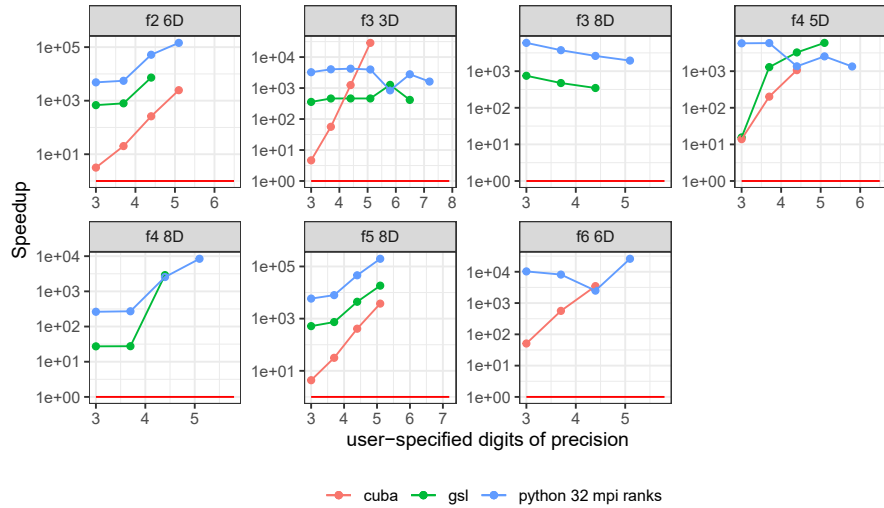 f2 6D
f3 3D
f3 8D
f4 5D
1e+05
1e+03
1e+01
3 4 5 6
1e+04
1e+03
1e+02
1e+01
1e+00
3 4 5 6 7 8
1e+03
1e+02
1e+01
1e+00
3 4 5
1e+03
1e+02
1e+01
1e+00
3 4 5 6
Speedup
f4 8D
f5 8D
f6 6D
1e+04
1e+03
1e+02
1e+01
1e+00
3 4 5
1e+05
1e+03
1e+01
3 4 5 6 7
1e+04
1e+03
1e+02
1e+01
1e+00
3 4 5
user-specified digits of precision
cuba gsl python 32 mpi ranks